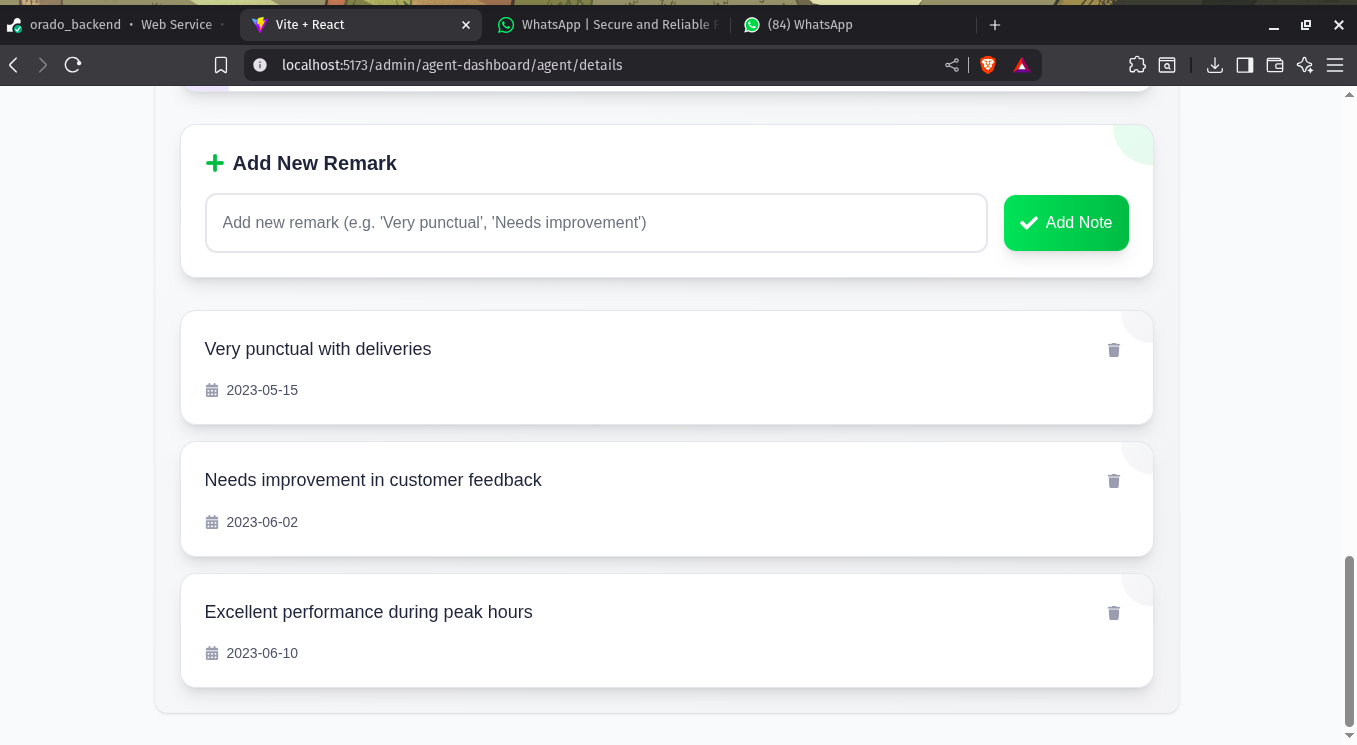 orado_backend • Web Service
Vite + React
WhatsApp | Secure and Reliable
(84) WhatsApp
localhost:5173/admin/agent-dashboard/agent/details
Add New Remark
Add new remark (e.g. 'Very punctual', 'Needs improvement')
Add Note
Very punctual with deliveries
2023-05-15
Needs improvement in customer feedback
2023-06-02
Excellent performance during peak hours
2023-06-10